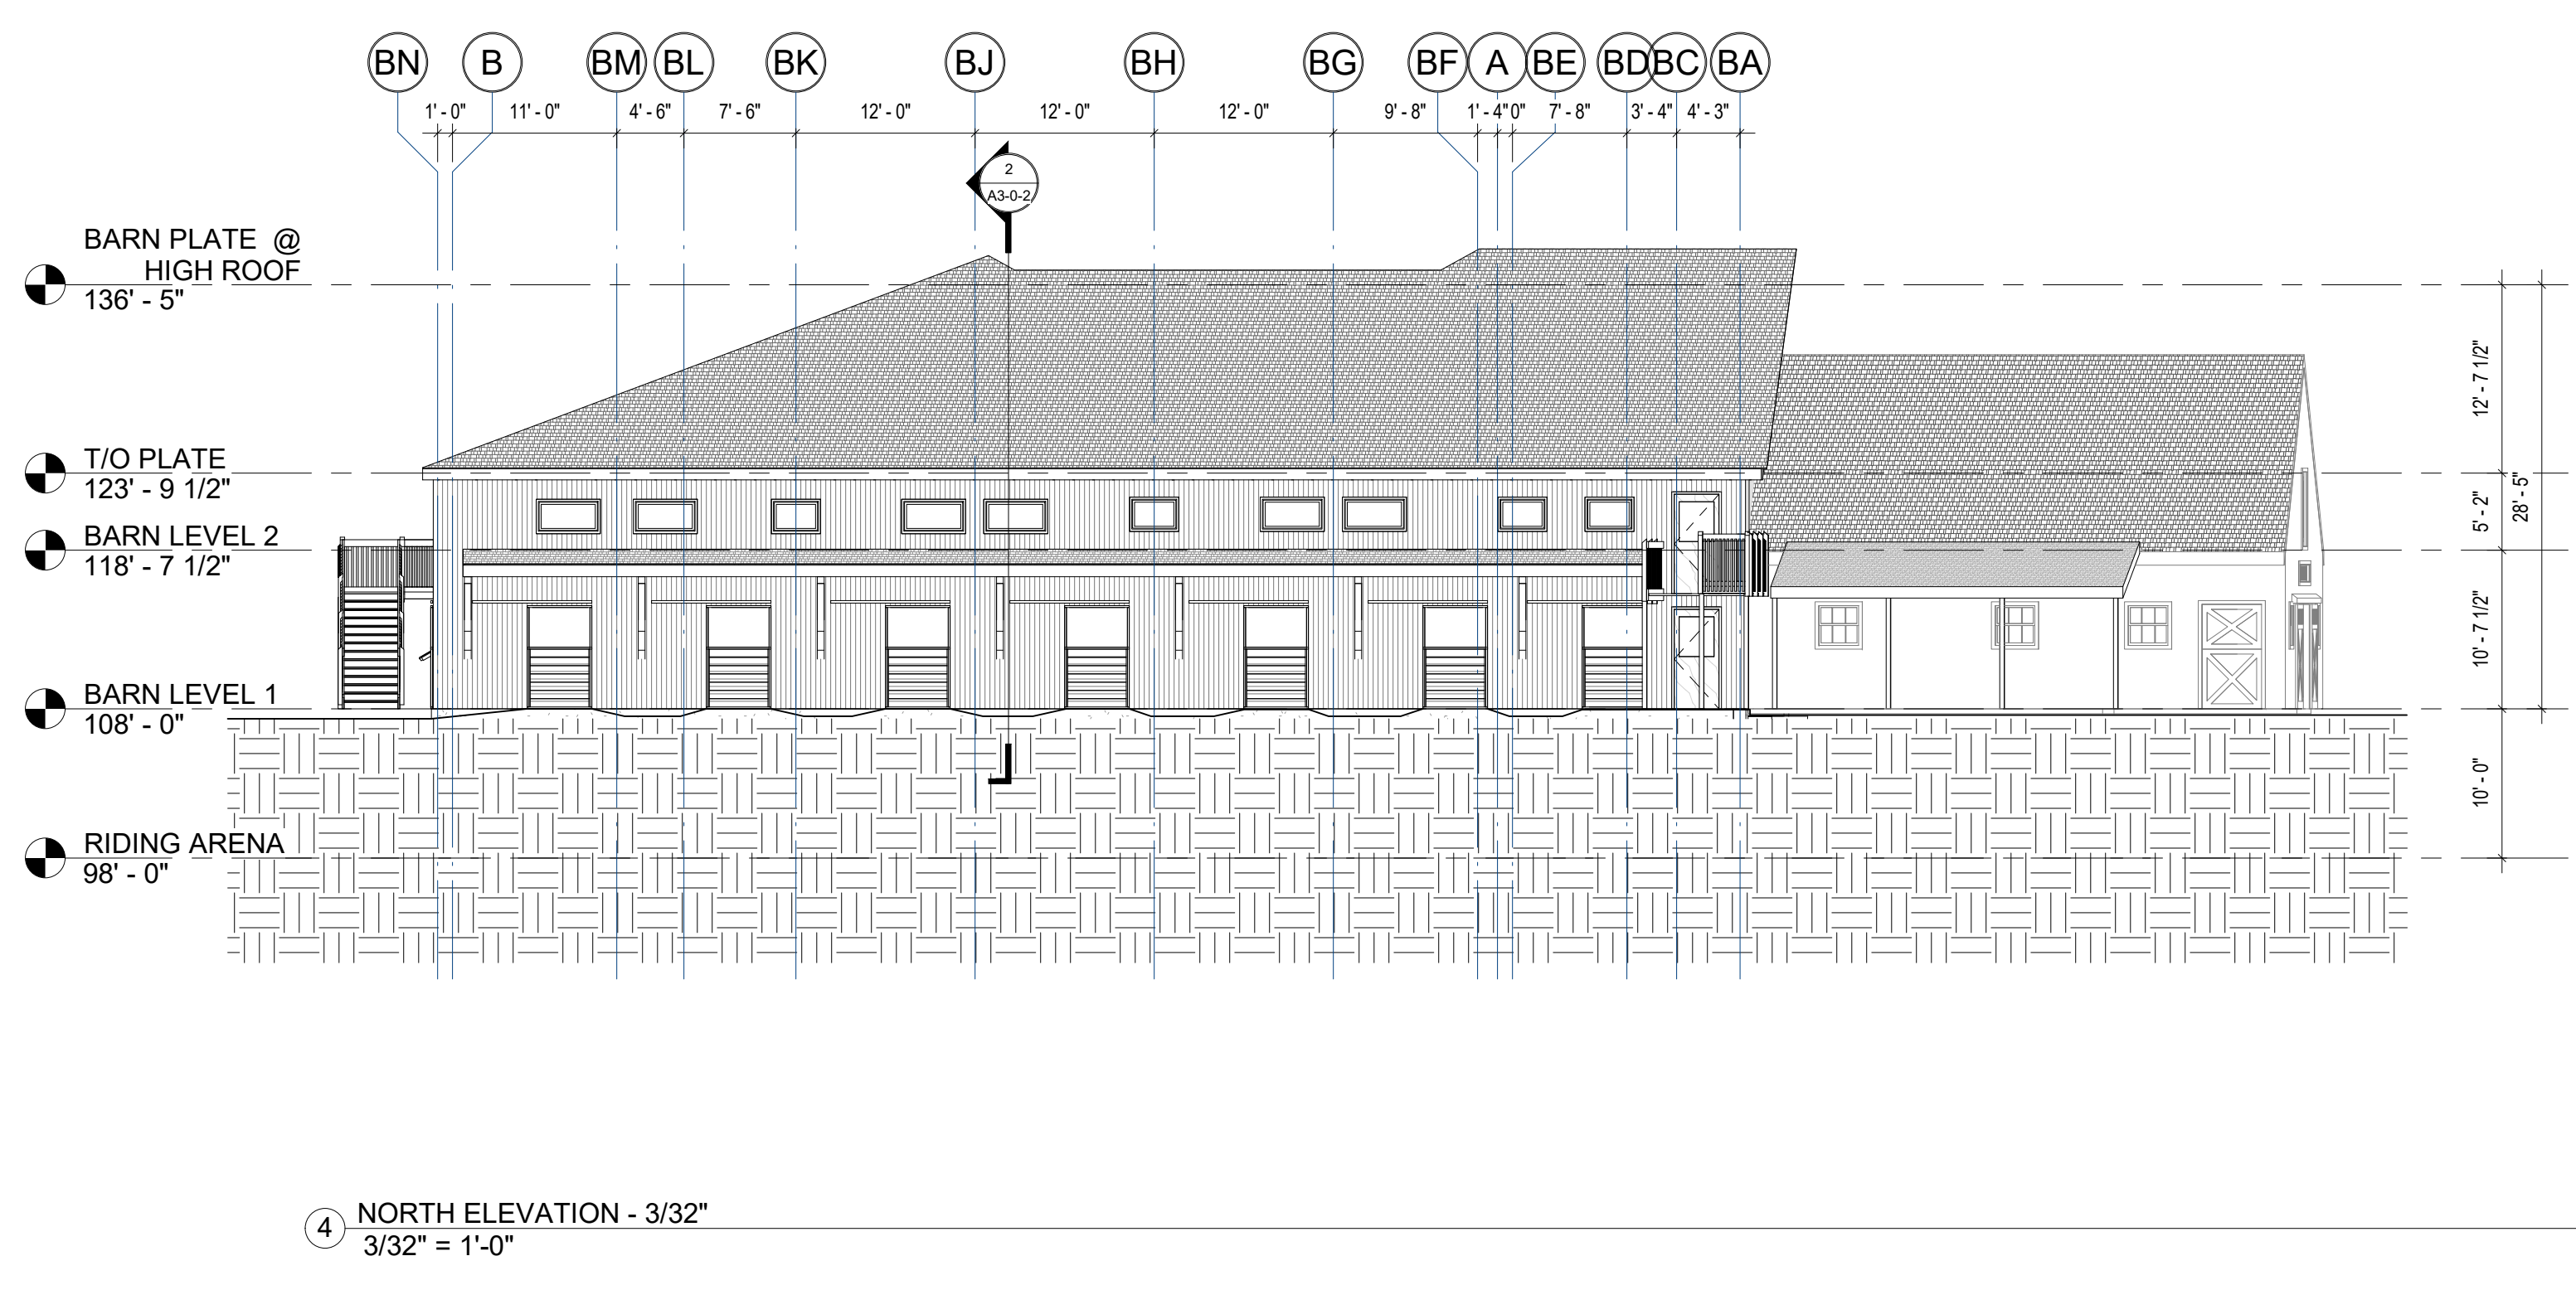 BN B BM BL BK BJ BH BG BF A BE BD BC BA
1' - 0" 11' - 0" 4' - 6" 7' - 6" 12' - 0" 12' - 0" 12' - 0" 9' - 8" 1' - 4" 0" 7' - 8" 3' - 4" 4' - 3"
2
A3-0-2
BARN PLATE @
HIGH ROOF
136' - 5"
T/O PLATE
123' - 9 1/2"
BARN LEVEL 2
118' - 7 1/2"
BARN LEVEL 1
108' - 0"
RIDING ARENA
98' - 0"
12' - 7 1/2"
5' - 2"
28' - 5"
10' - 7 1/2"
10' - 0"
4
NORTH ELEVATION - 3/32"
3/32" = 1'-0"